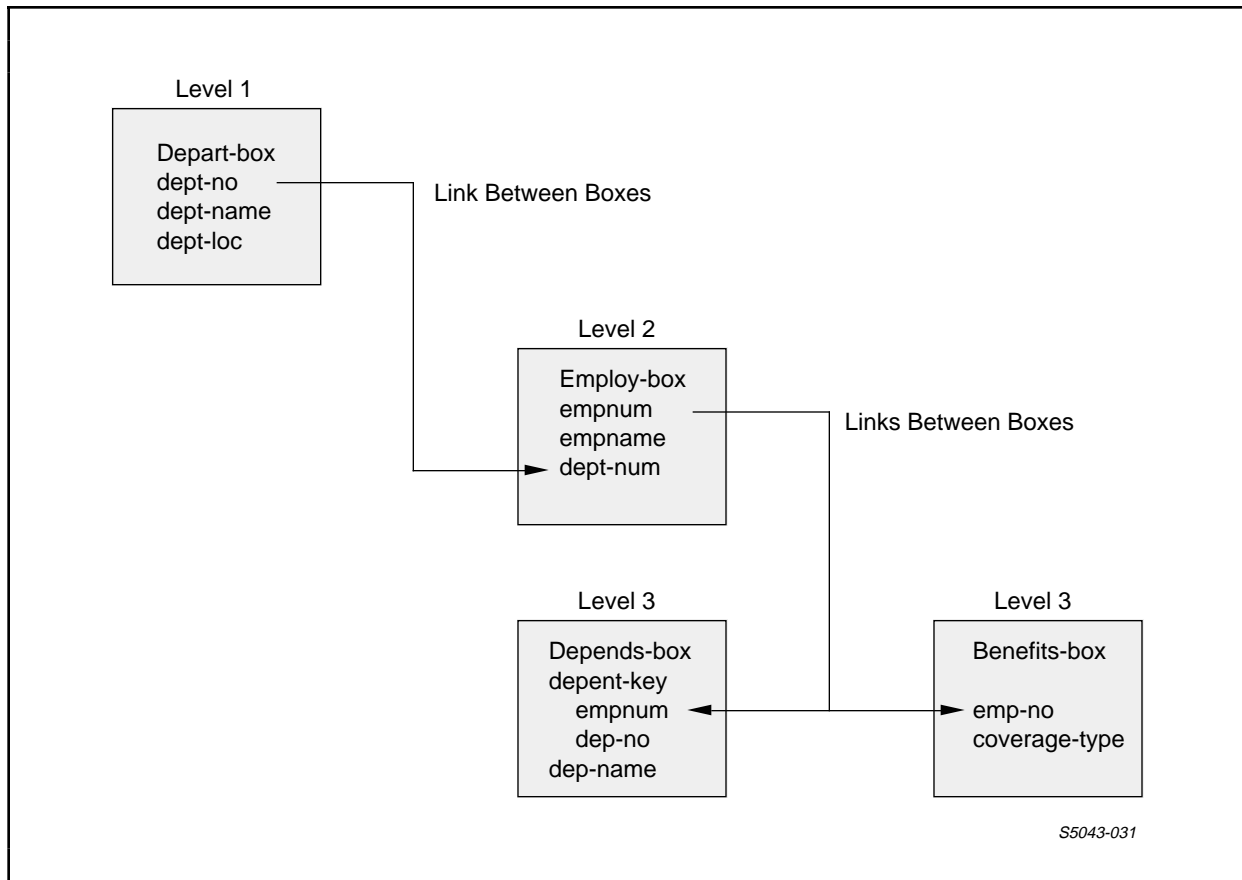 Level 1
Depart-box
dept-no
dept-name
dept-loc
Link Between Boxes
Level 2
Employ-box
empnum
empname
dept-num
Links Between Boxes
Level 3
Depends-box
depent-key
empnum
dep-no
dep-name
Level 3
Benefits-box
emp-no
coverage-type
S5043-031